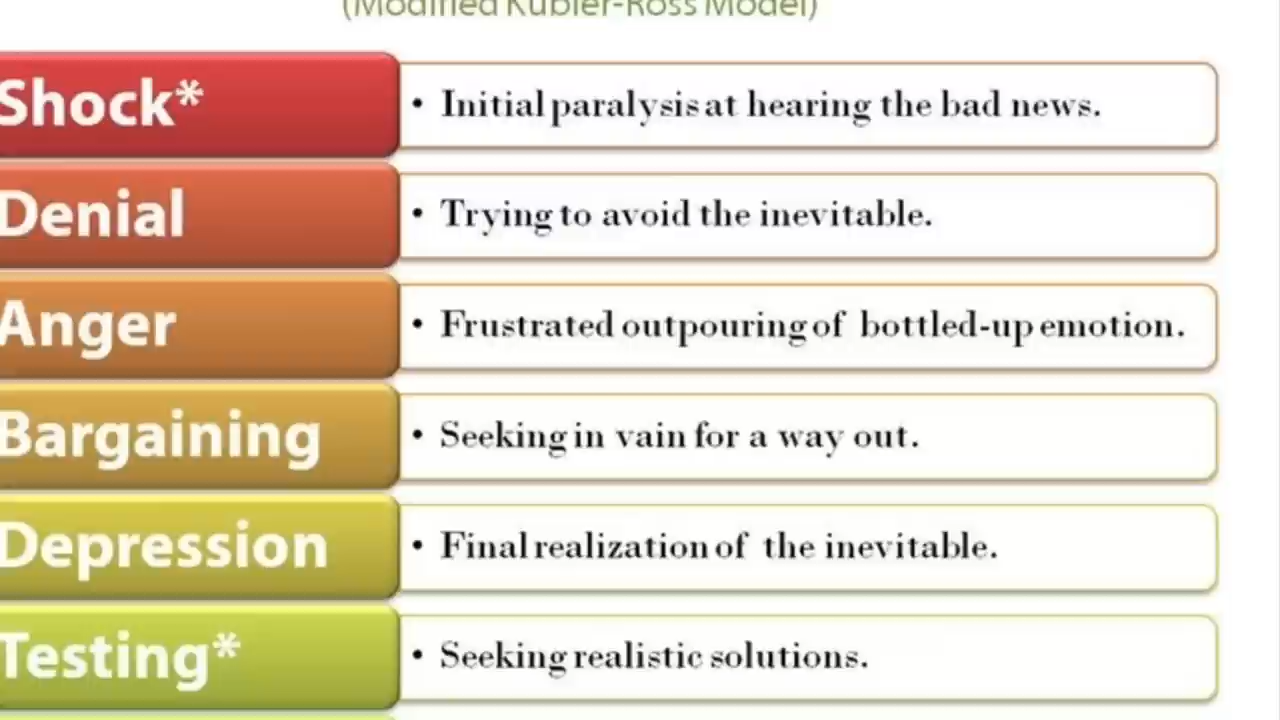 (Modified Kubler-Ross Model)
Shock*
• Initial paralysis at hearing the bad news.
Denial
• Trying to avoid the inevitable.
Anger
• Frustrated outpouring of bottled-up emotion.
Bargaining
• Seeking in vain for a way out.
Depression
• Final realization of the inevitable.
Testing*
• Seeking realistic solutions.